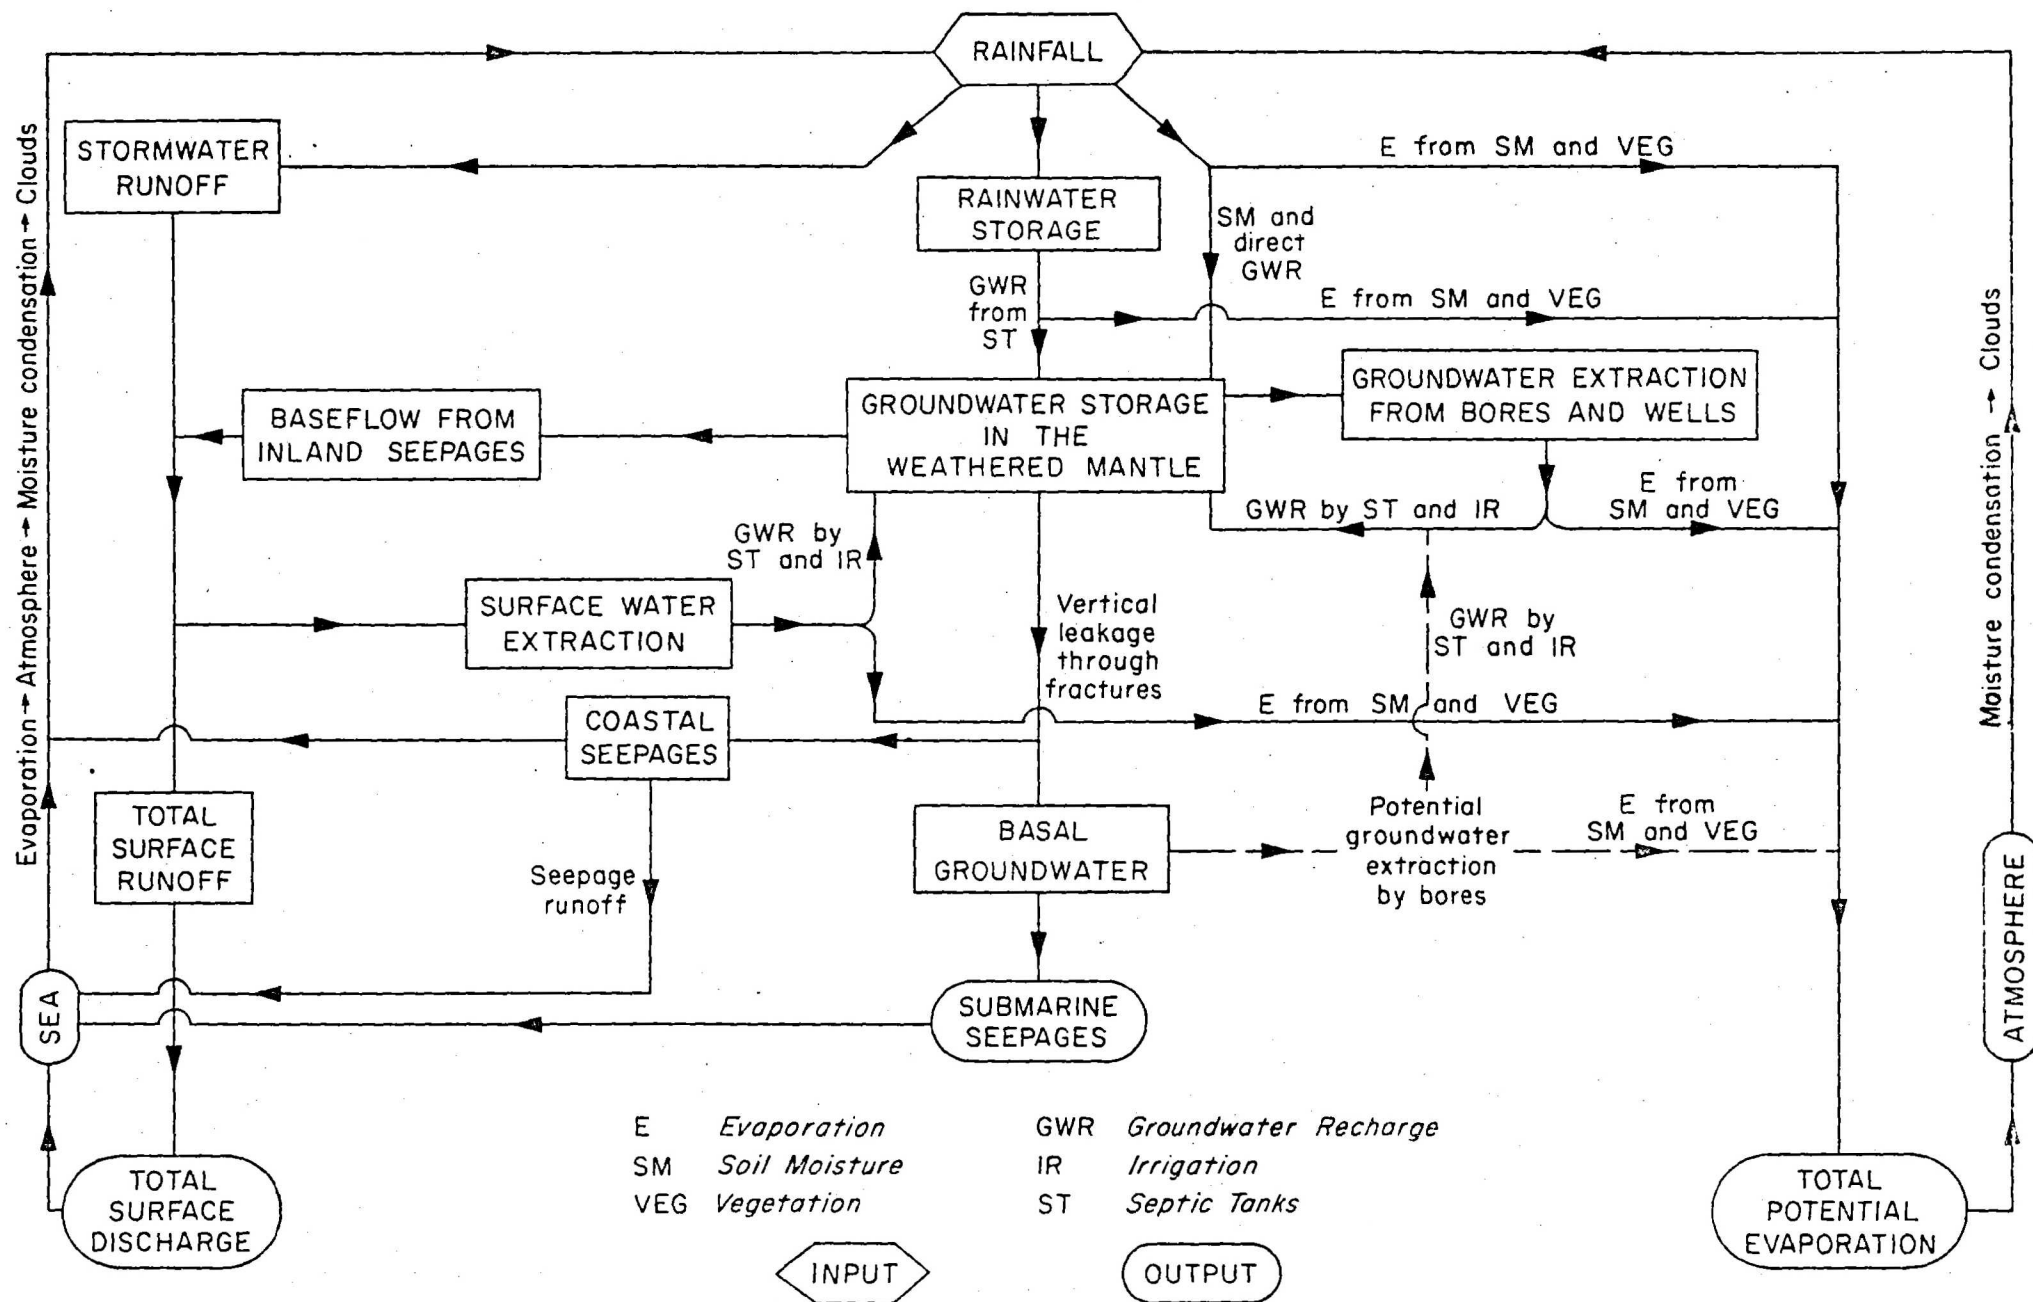 RAINFALL
STORMWATER
RUNOFF
E from SM and VEG
RAINWATER
STORAGE
SM and
direct
GWR
GWR
from
ST
E from SM and VEG
GROUNDWATER EXTRACTION
FROM BORES AND WELLS
BASEFLOW FROM
INLAND SEEPAGES
GROUNDWATER STORAGE
IN THE
WEATHERED MANTLE
GWR by ST and IR
E from
SM and VEG
GWR by
ST and IR
SURFACE WATER
EXTRACTION
Vertical
leakage
through
fractures
GWR by
ST and IR
COASTAL
SEEPAGES
E from SM and VEG
TOTAL
SURFACE
RUNOFF
BASAL
GROUNDWATER
Potential
groundwater
extraction
by bores
E from
SM and VEG
Seepage
runoff
SUBMARINE
SEEPAGES
Evaporation → Atmosphere → Moisture condensation → Clouds
SEA
Moisture condensation → Clouds
ATMOSPHERE
TOTAL
SURFACE
DISCHARGE
TOTAL
POTENTIAL
EVAPORATION
E Evaporation
SM Soil Moisture
VEG Vegetation
GWR Groundwater Recharge
IR Irrigation
ST Septic Tanks
INPUT
OUTPUT